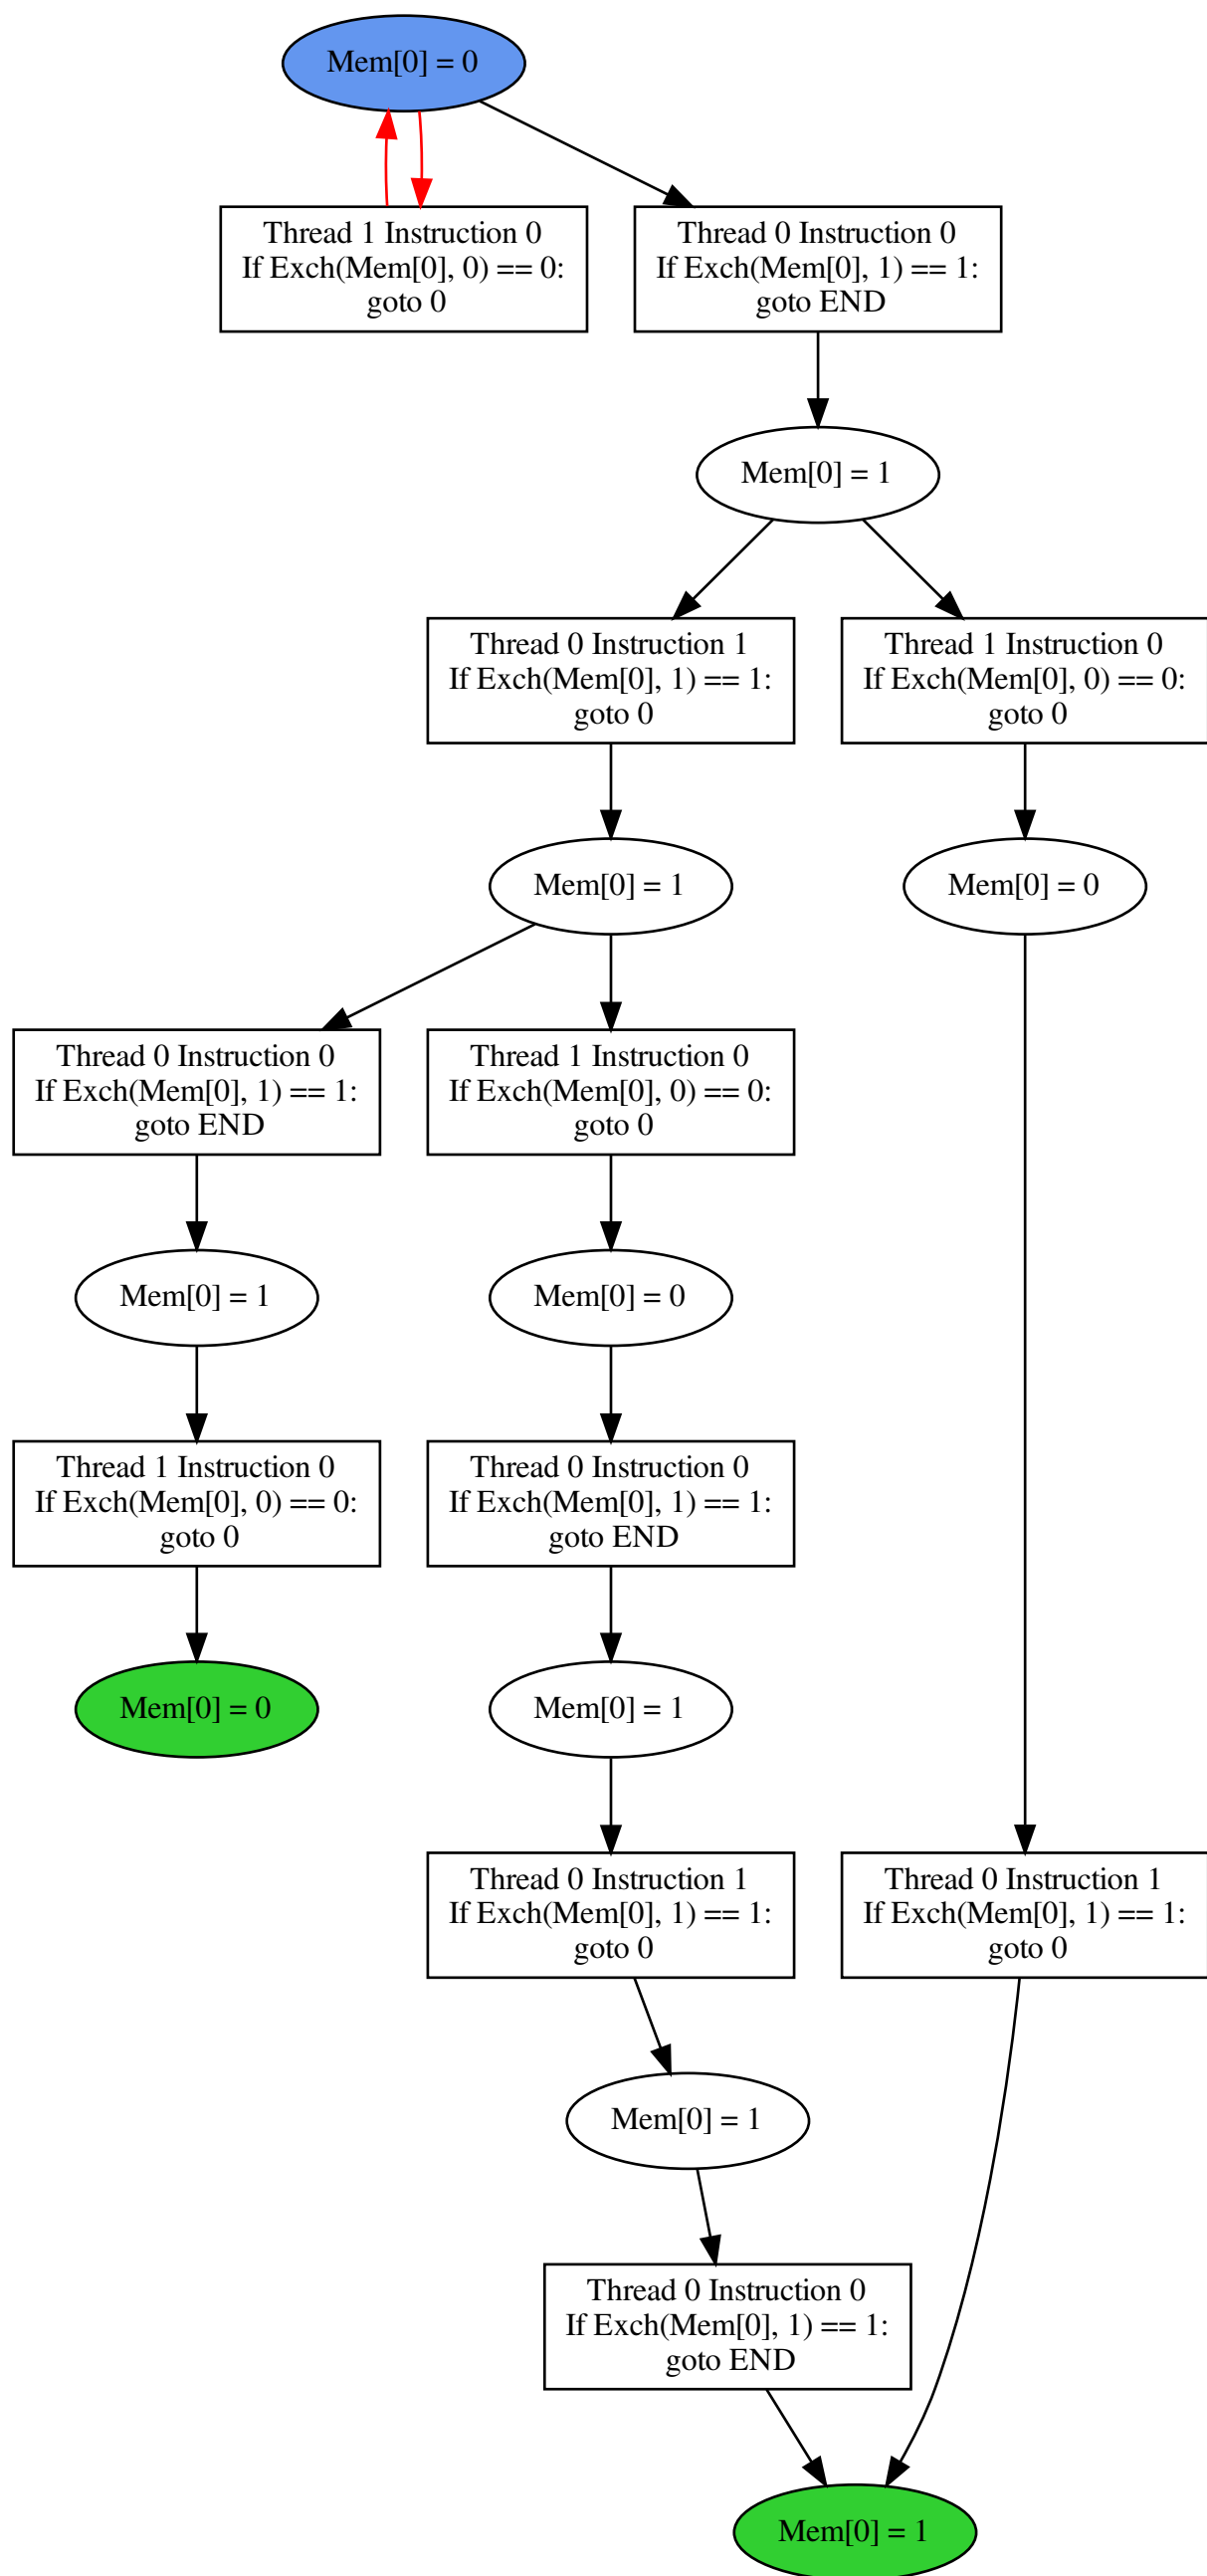 Mem[0] = 0
Thread 1 Instruction 0
If Exch(Mem[0], 0) == 0:
goto 0
Thread 0 Instruction 0
If Exch(Mem[0], 1) == 1:
goto END
Mem[0] = 1
Thread 0 Instruction 1
If Exch(Mem[0], 1) == 1:
goto 0
Thread 1 Instruction 0
If Exch(Mem[0], 0) == 0:
goto 0
Mem[0] = 1
Mem[0] = 0
Thread 0 Instruction 0
If Exch(Mem[0], 1) == 1:
goto END
Thread 1 Instruction 0
If Exch(Mem[0], 0) == 0:
goto 0
Mem[0] = 1
Mem[0] = 0
Thread 1 Instruction 0
If Exch(Mem[0], 0) == 0:
goto 0
Thread 0 Instruction 0
If Exch(Mem[0], 1) == 1:
goto END
Mem[0] = 0
Mem[0] = 1
Thread 0 Instruction 1
If Exch(Mem[0], 1) == 1:
goto 0
Thread 0 Instruction 1
If Exch(Mem[0], 1) == 1:
goto 0
Mem[0] = 1
Thread 0 Instruction 0
If Exch(Mem[0], 1) == 1:
goto END
Mem[0] = 1